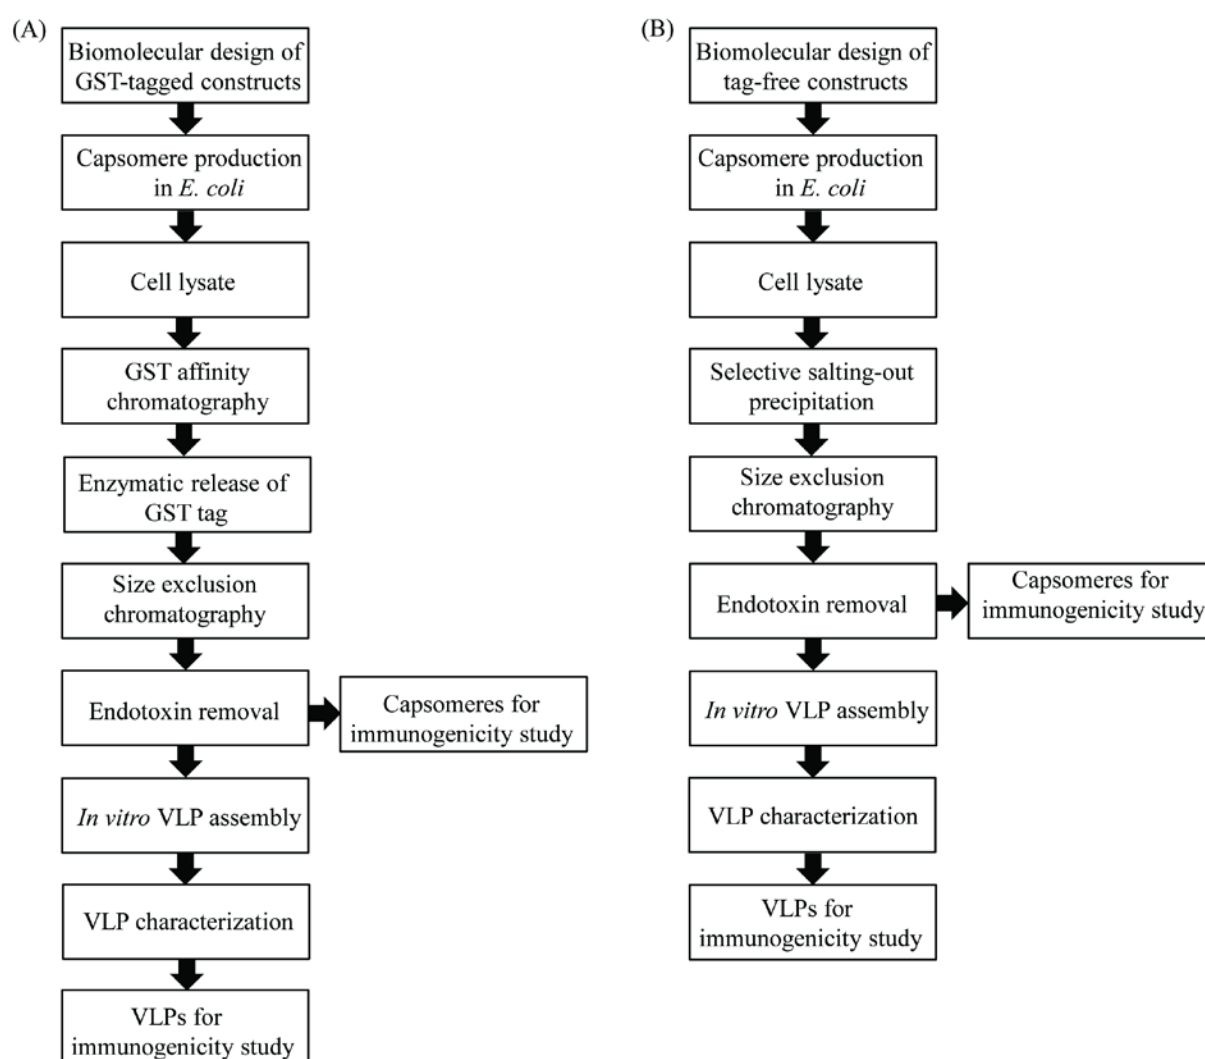 (A)
Biomolecular design of
GST-tagged constructs
Capsomere production
in E. coli
Cell lysate
GST affinity
chromatography
Enzymatic release of
GST tag
Size exclusion
chromatography
Endotoxin removal
Capsomeres for
immunogenicity study
In vitro VLP assembly
VLP characterization
VLPs for
immunogenicity study
(B)
Biomolecular design of
tag-free constructs
Capsomere production
in E. coli
Cell lysate
Selective salting-out
precipitation
Size exclusion
chromatography
Endotoxin removal
Capsomeres for
immunogenicity study
In vitro VLP assembly
VLP characterization
VLPs for
immunogenicity study